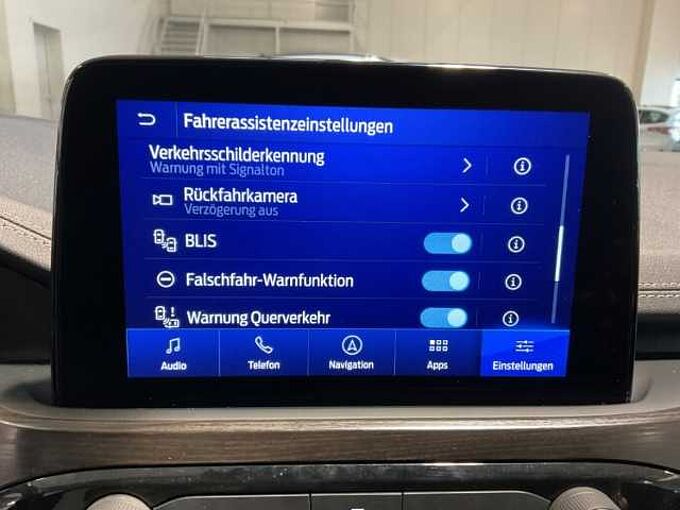 Fahrerassistenzeinstellungen
Verkehrsschilderkennung
Warnung mit Signalton
Rückfahrkamera
Verzögerung aus
BLIS
Falschfahr-Warnfunktion
Warnung Querverkehr
Audio
Telefon
Navigation
Apps
Einstellungen